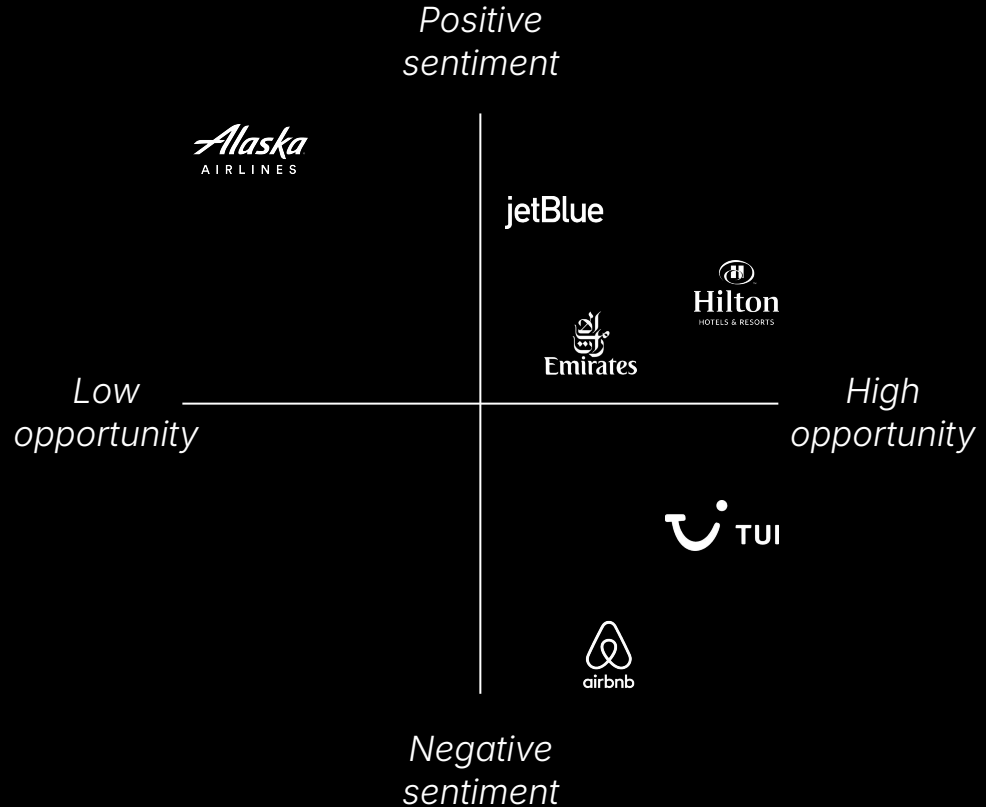 Positive
sentiment
Alaska
AIRLINES
jetBlue
H
Hilton
HOTELS & RESORTS
Emirates
Low
opportunity
High
opportunity
TUI
airbnb
Negative
sentiment